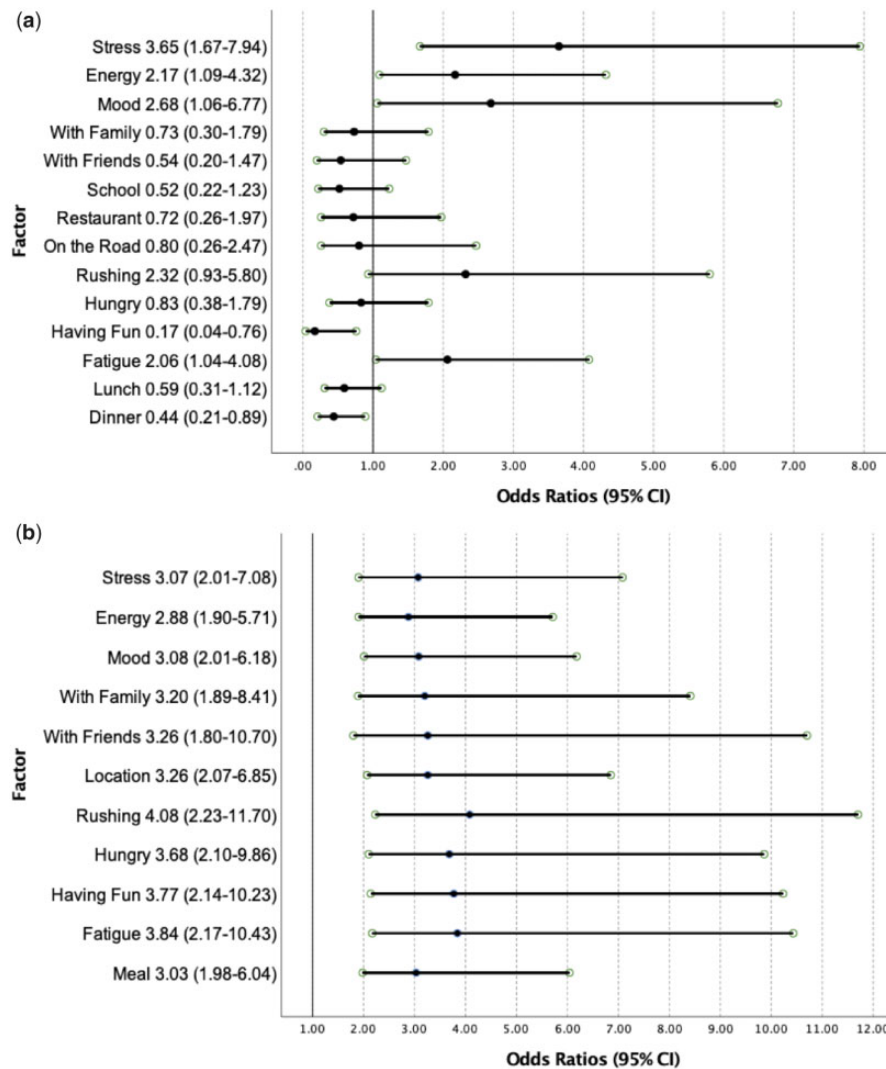 (a)
Stress 3.65 (1.67-7.94)
Energy 2.17 (1.09-4.32)
Mood 2.68 (1.06-6.77)
With Family 0.73 (0.30-1.79)
With Friends 0.54 (0.20-1.47)
School 0.52 (0.22-1.23)
Restaurant 0.72 (0.26-1.97)
On the Road 0.80 (0.26-2.47)
Rushing 2.32 (0.93-5.80)
Hungry 0.83 (0.38-1.79)
Having Fun 0.17 (0.04-0.76)
Fatigue 2.06 (1.04-4.08)
Lunch 0.59 (0.31-1.12)
Dinner 0.44 (0.21-0.89)
Factor
.00 1.00 2.00 3.00 4.00 5.00 6.00 7.00 8.00
Odds Ratios (95% CI)
(b)
Stress 3.07 (2.01-7.08)
Energy 2.88 (1.90-5.71)
Mood 3.08 (2.01-6.18)
With Family 3.20 (1.89-8.41)
With Friends 3.26 (1.80-10.70)
Location 3.26 (2.07-6.85)
Rushing 4.08 (2.23-11.70)
Hungry 3.68 (2.10-9.86)
Having Fun 3.77 (2.14-10.23)
Fatigue 3.84 (2.17-10.43)
Meal 3.03 (1.98-6.04)
Factor
1.00 2.00 3.00 4.00 5.00 6.00 7.00 8.00 9.00 10.00 11.00 12.00
Odds Ratios (95% CI)